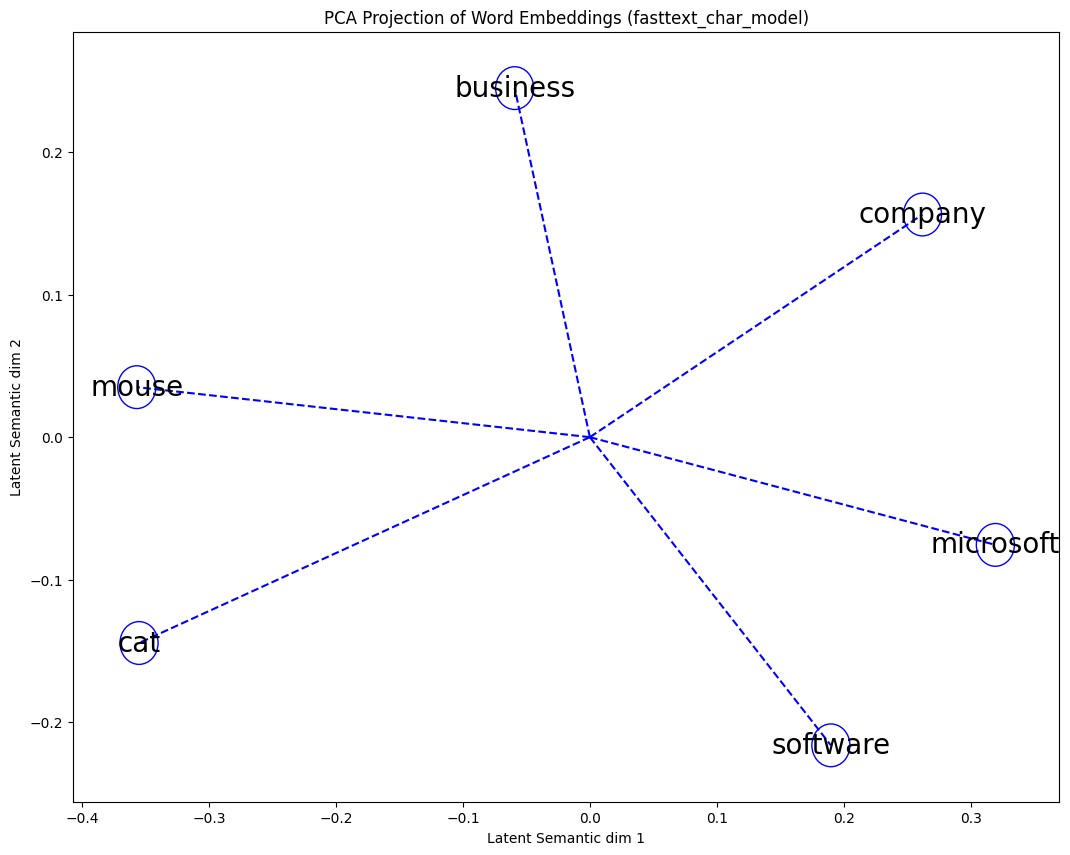 PCA Projection of Word Embeddings (fasttext_char_model)
business
company
mouse
microsoft
cat
software
0.2
0.1
0.0
−0.1
−0.2
Latent Semantic dim 2
−0.4
−0.3
−0.2
−0.1
0.0
0.1
0.2
0.3
Latent Semantic dim 1